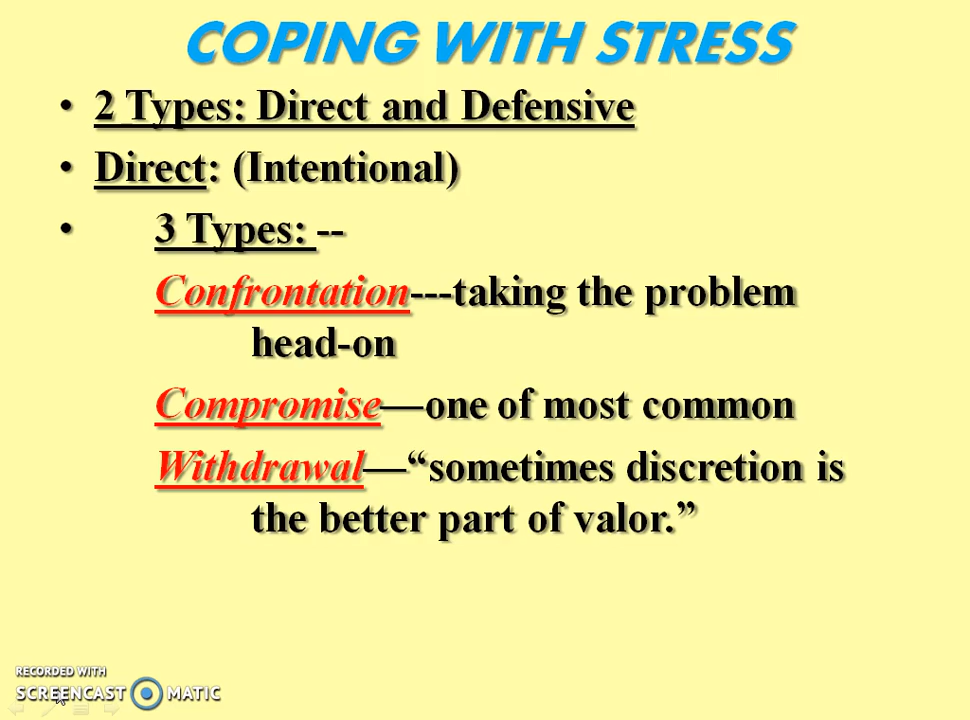 COPING WITH STRESS
• 2 Types: Direct and Defensive
• Direct: (Intentional)
• 3 Types: --
Confrontation---taking the problem
head-on
Compromise—one of most common
Withdrawal—“sometimes discretion is
the better part of valor.”
RECORDED WITH
SCREENCAST MATIC